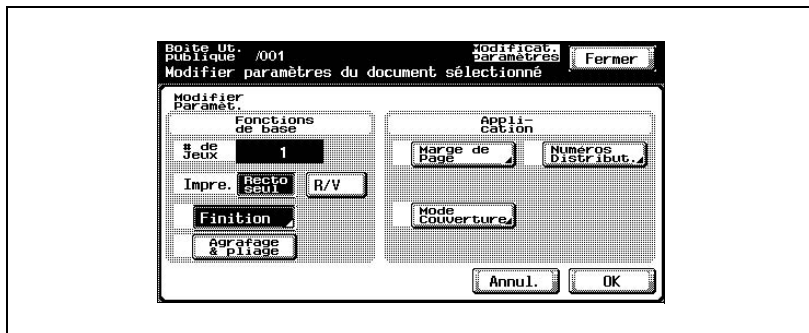 Boîte Ut.
publique /001
Modificat.
paramètres
Fermer
Modifier paramètres du document sélectionné
Modifier
Paramét.
Fonctions
de base
Appli-
cation
# de
Jeux
1
Marge de
Page
Numéros
Distribut.
Impre.
Recto
seul
R/V
Finition
Mode
Couverture
Agrafage
& pliage
Annul.
OK